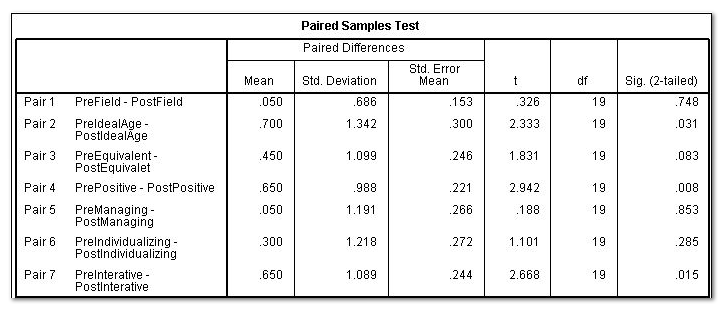 Paired Samples Test
Paired Differences
Mean Std. Deviation Std. Error Mean t df Sig. (2-tailed)
Pair 1 PreField - PostField .050 .686 .153 .326 19 .748
Pair 2 PreIdealAge - PostIdealAge .700 1.342 .300 2.333 19 .031
Pair 3 PreEquivalent - PostEquivalet .450 1.099 .246 1.831 19 .083
Pair 4 PrePositive - PostPositive .650 .988 .221 2.942 19 .008
Pair 5 PreManaging - PostManaging .050 1.191 .266 .188 19 .853
Pair 6 PreIndividualizing - PostIndividualizing .300 1.218 .272 1.101 19 .285
Pair 7 PreInterative - PostInterative .650 1.089 .244 2.668 19 .015